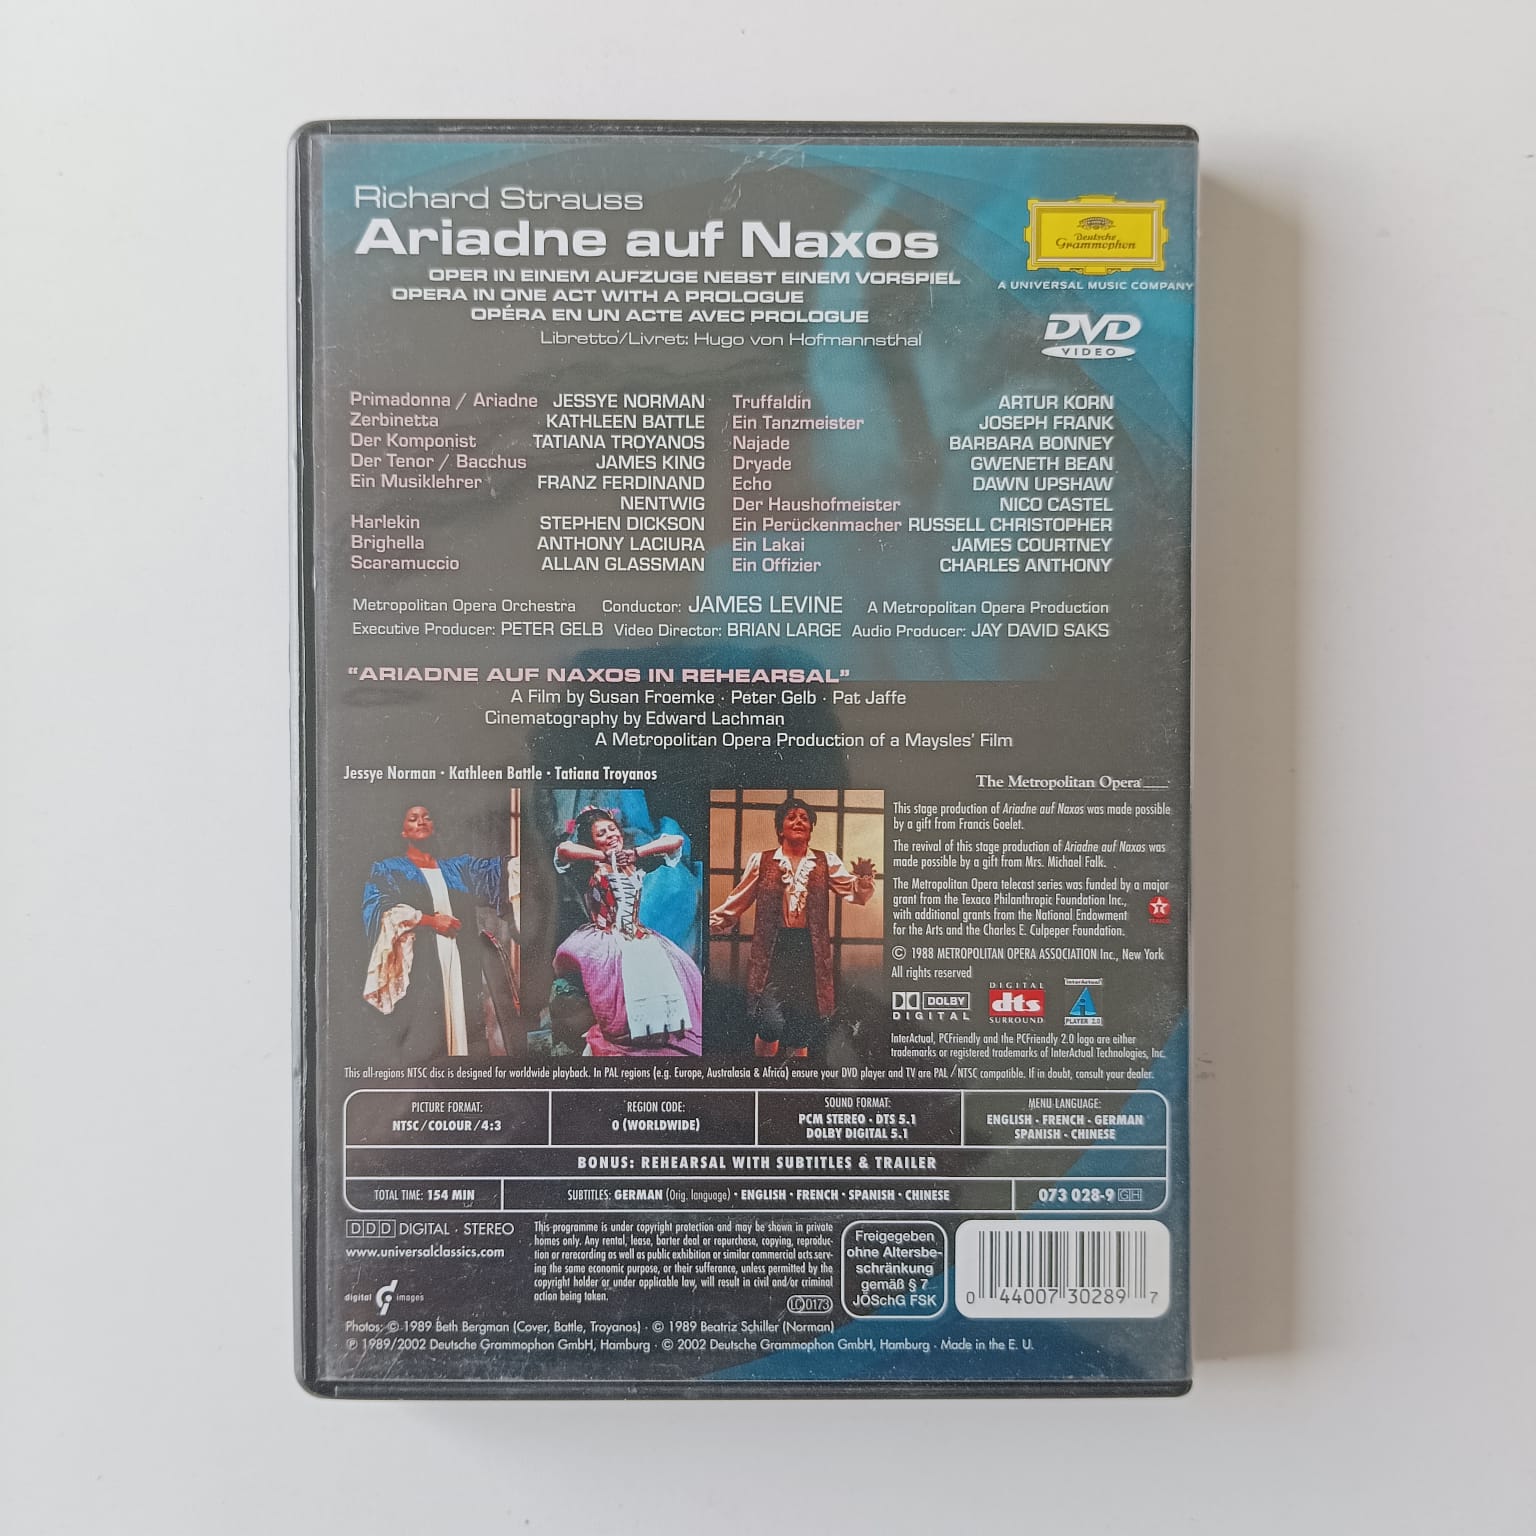 Richard Strauss
Ariadne auf Naxos
OPER IN EINEM AUFZUGE NEBST EINEM VORSPIEL
OPERA IN ONE ACT WITH A PROLOGUE
OPÉRA EN UN ACTE AVEC PROLOGUE
Libretto/Livret: Hugo von Hofmannsthal
Deutsche
Grammophon
A UNIVERSAL MUSIC COMPANY
DVD
VIDEO
Primadonna / Ariadne JESSYE NORMAN
Zerbinetta KATHLEEN BATTLE
Der Komponist TATIANA TROYANOS
Der Tenor / Bacchus JAMES KING
Ein Musiklehrer FRANZ FERDINAND
NENTWIG
Harlekin STEPHEN DICKSON
Brighella ANTHONY LACIURA
Scaramuccio ALLAN GLASSMAN
Truffaldin ARTUR KORN
Ein Tanzmeister JOSEPH FRANK
Najade BARBARA BONNEY
Dryade GWENETH BEAN
Echo DAWN UPSHAW
Der Haushofmeister NICO CASTEL
Ein Perückenmacher RUSSELL CHRISTOPHER
Ein Lakai JAMES COURTNEY
Ein Offizier CHARLES ANTHONY
Metropolitan Opera Orchestra Conductor: JAMES LEVINE A Metropolitan Opera Production
Executive Producer: PETER GELB Video Director: BRIAN LARGE Audio Producer: JAY DAVID SAKS
"ARIADNE AUF NAXOS IN REHEARSAL"
A Film by Susan Froemke · Peter Gelb · Pat Jaffe
Cinematography by Edward Lachman
A Metropolitan Opera Production of a Maysles' Film
Jessye Norman · Kathleen Battle · Tatiana Troyanos
The Metropolitan Opera
This stage production of Ariadne auf Naxos was made possible
by a gift from Francis Goelet.
The revival of this stage production of Ariadne auf Naxos was
made possible by a gift from Mrs. Michael Falk.
The Metropolitan Opera telecast series was funded by a major
grant from the Texaco Philanthropic Foundation Inc.,
with additional grants from the National Endowment
for the Arts and the Charles E. Culpeper Foundation.
TEXACO
© 1988 METROPOLITAN OPERA ASSOCIATION Inc., New York
All rights reserved
DOLBY
DIGITAL
DIGITAL
dts
SURROUND
InterActual
PLAYER 2.0
InterActual, PCFriendly and the PCFriendly 2.0 logo are either
trademarks or registered trademarks of InterActual Technologies, Inc.
This all-regions NTSC disc is designed for worldwide playback. In PAL regions (e.g. Europe, Australasia & Africa) ensure your DVD player and TV are PAL/NTSC compatible. If in doubt, consult your dealer.
PICTURE FORMAT:
NTSC/COLOUR/4:3
REGION CODE:
0 (WORLDWIDE)
SOUND FORMAT:
PCM STEREO · DTS 5.1
DOLBY DIGITAL 5.1
MENU LANGUAGE:
ENGLISH · FRENCH · GERMAN
SPANISH · CHINESE
BONUS: REHEARSAL WITH SUBTITLES & TRAILER
TOTAL TIME: 154 MIN
SUBTITLES: GERMAN (Orig. language) · ENGLISH · FRENCH · SPANISH · CHINESE
073 028-9 GH
DDD DIGITAL · STEREO
www.universalclassics.com
digital images
This programme is under copyright protection and may be shown in private
homes only. Any rental, lease, barter deal or repurchase, copying, reproduc-
tion or rerecording as well as public exhibition or similar commercial acts serv-
ing the same economic purpose, or their sufferance, unless permitted by the
copyright holder or under applicable law, will result in civil and/or criminal
action being taken.
LC 0173
Freigegeben
ohne Altersbe-
schränkung
gemäß § 7
JÖSchG FSK
0 44007 30289 7
Photos: © 1989 Beth Bergman (Cover, Battle, Troyanos) · © 1989 Beatriz Schiller (Norman)
℗ 1989/2002 Deutsche Grammophon GmbH, Hamburg · © 2002 Deutsche Grammophon GmbH, Hamburg · Made in the E. U.